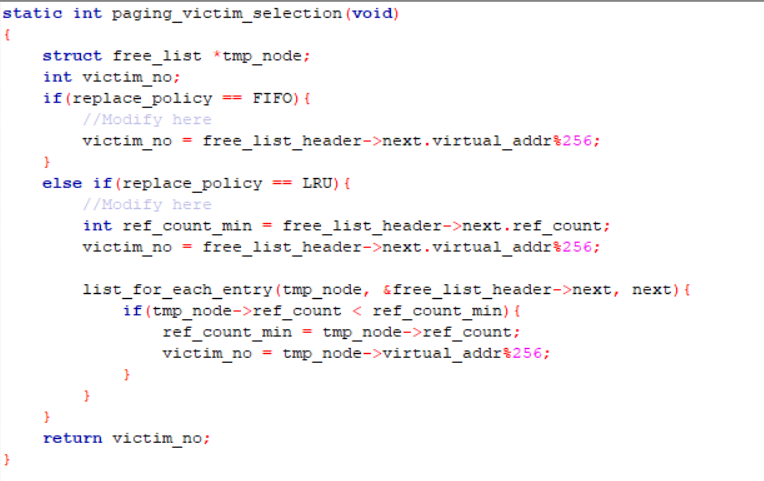 static int paging_victim_selection(void)
{
    struct free_list *tmp_node;
    int victim_no;
    if(replace_policy == FIFO){
        //Modify here
        victim_no = free_list_header->next.virtual_addr%256;
    }
    else if(replace_policy == LRU){
        //Modify here
        int ref_count_min = free_list_header->next.ref_count;
        victim_no = free_list_header->next.virtual_addr%256;

        list_for_each_entry(tmp_node, &free_list_header->next, next){
            if(tmp_node->ref_count < ref_count_min){
                ref_count_min = tmp_node->ref_count;
                victim_no = tmp_node->virtual_addr%256;
            }
        }
    }
    return victim_no;
}